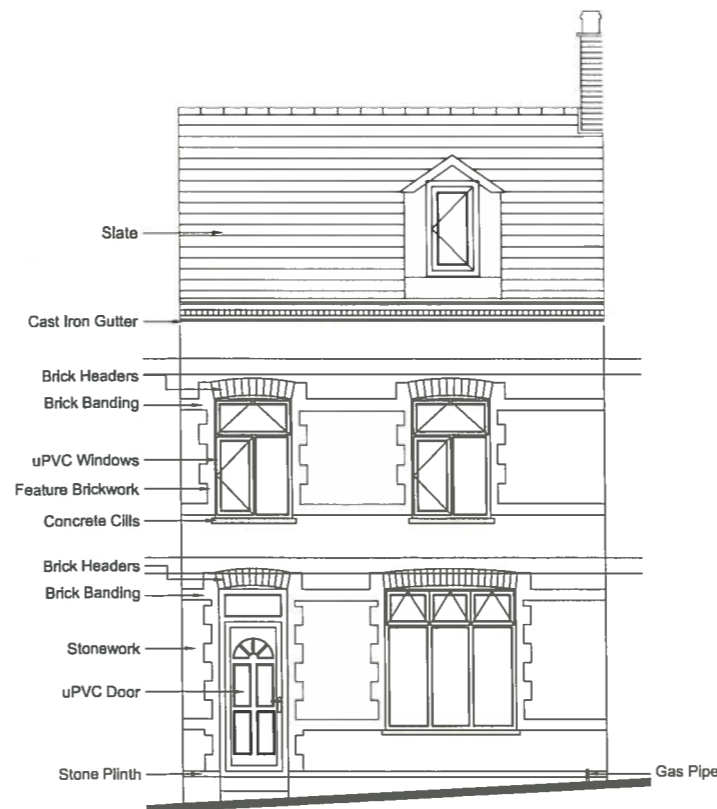 Slate
Cast Iron Gutter
Brick Headers
Brick Banding
uPVC Windows
Feature Brickwork
Concrete Cills
Brick Headers
Brick Banding
Stonework
uPVC Door
Stone Plinth
Gas Pipe